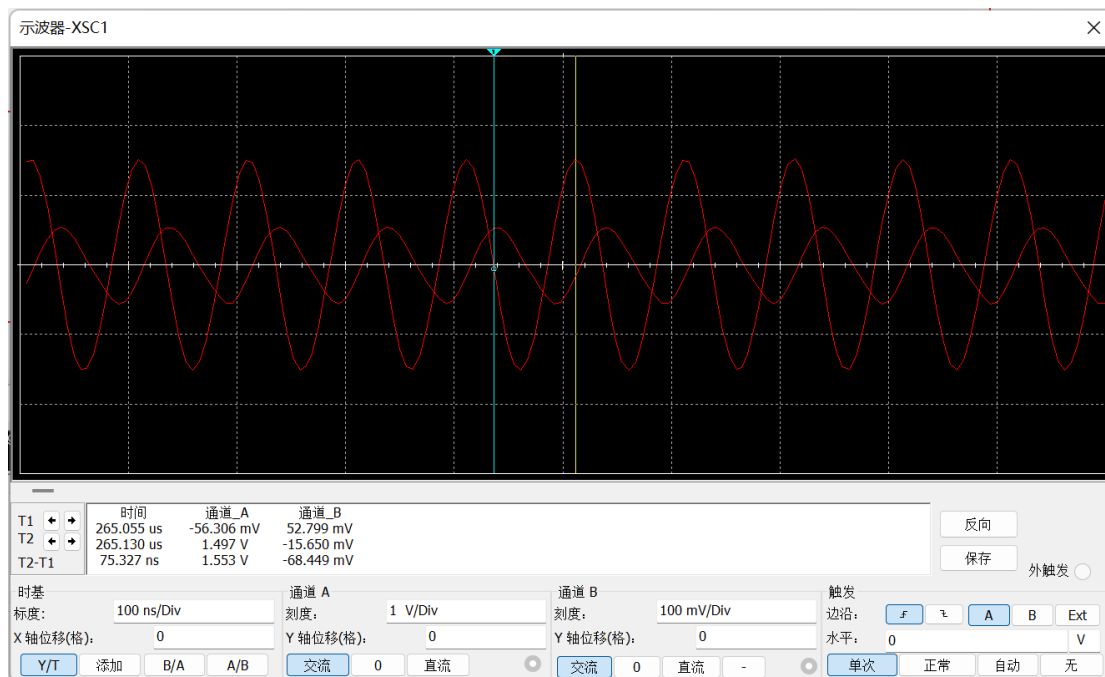 示波器-XSC1
时间 通道_A 通道_B
T1 265.055 us -56.306 mV 52.799 mV
T2 265.130 us 1.497 V -15.650 mV
T2-T1 75.327 ns 1.553 V -68.449 mV
反向
保存
外触发
时基 通道 A 通道 B 触发
标度: 100 ns/Div 刻度: 1 V/Div 刻度: 100 mV/Div 边沿: A B Ext
X 轴位移(格): 0 Y 轴位移(格): 0 Y 轴位移(格): 0 水平: 0 V
Y/T 添加 B/A A/B 交流 0 直流 交流 0 直流 - 单次 正常 自动 无